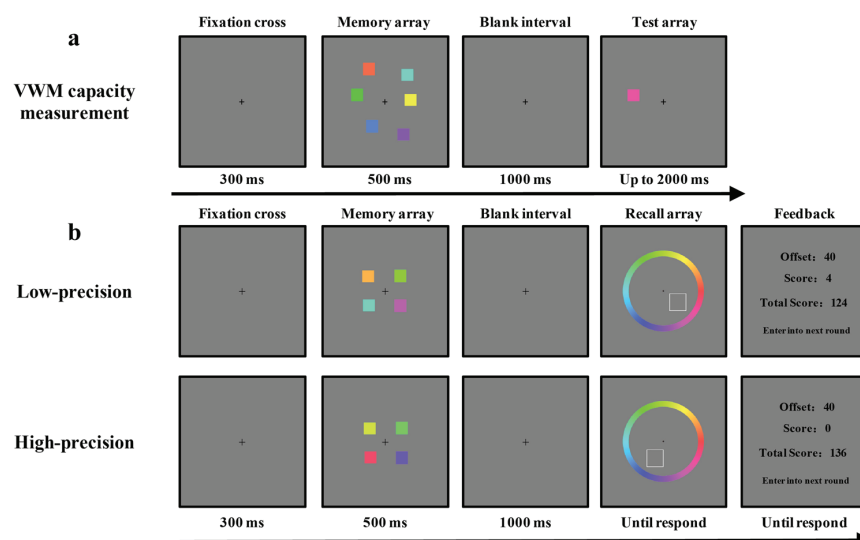 a
Fixation cross Memory array Blank interval Test array
VWM capacity
measurement
300 ms 500 ms 1000 ms Up to 2000 ms
b
Fixation cross Memory array Blank interval Recall array Feedback
Low-precision
Offset：40
Score：4
Total Score：124
Enter into next round
High-precision
Offset：40
Score：0
Total Score：136
Enter into next round
300 ms 500 ms 1000 ms Until respond Until respond